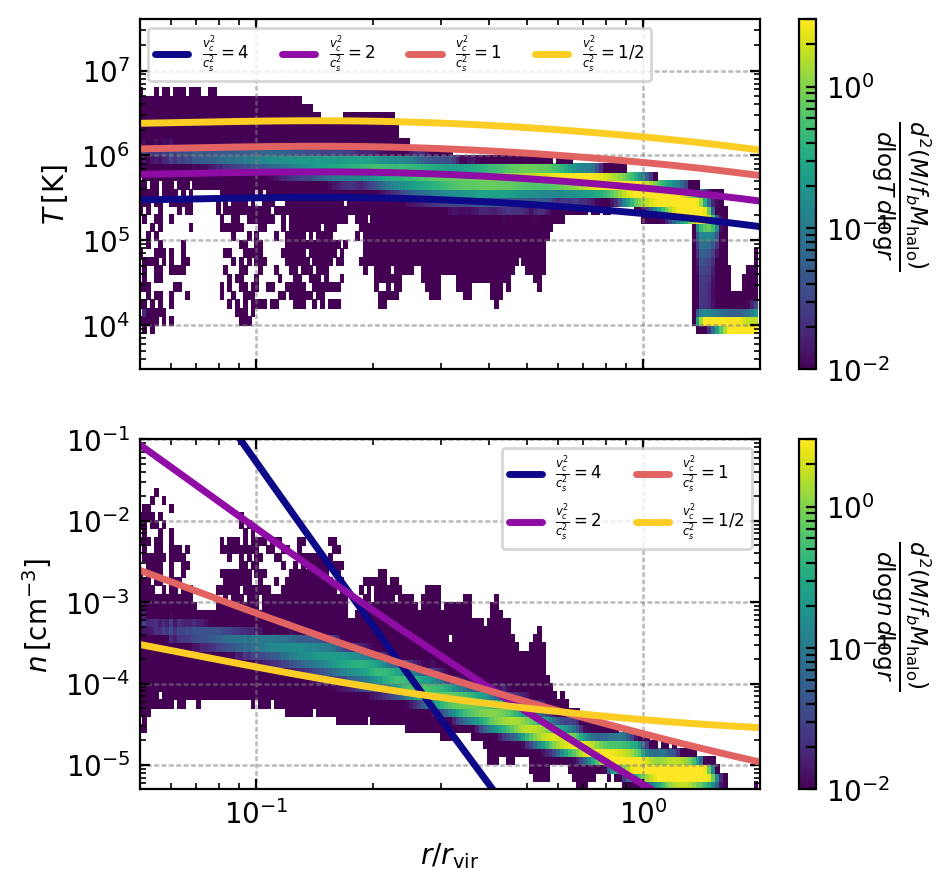 v_c^2/c_s^2 = 4 v_c^2/c_s^2 = 2 v_c^2/c_s^2 = 1 v_c^2/c_s^2 = 1/2
T [K]
10^7
10^6
10^5
10^4
10^0
10^-1
10^-2
d^2(M/f_b M_halo)
dlogT dlogr
v_c^2/c_s^2 = 4 v_c^2/c_s^2 = 1
v_c^2/c_s^2 = 2 v_c^2/c_s^2 = 1/2
n [cm^-3]
10^-1
10^-2
10^-3
10^-4
10^-5
10^-1 10^0
r/r_vir
10^0
10^-1
10^-2
d^2(M/f_b M_halo)
dlogn dlogr